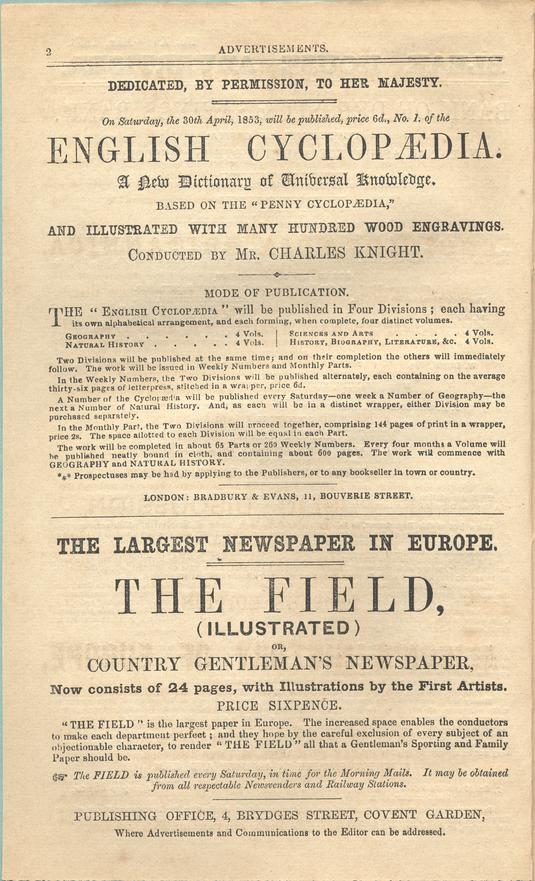 2
ADVERTISEMENTS.
DEDICATED, BY PERMISSION, TO HER MAJESTY.
On Saturday, the 30th April, 1853, will be published, price 6d., No. 1. of the
ENGLISH CYCLOPÆDIA.
A New Dictionary of Universal Knowledge.
BASED ON THE "PENNY CYCLOPÆDIA,"
AND ILLUSTRATED WITH MANY HUNDRED WOOD ENGRAVINGS.
CONDUCTED BY MR. CHARLES KNIGHT.
MODE OF PUBLICATION.
THE "ENGLISH CYCLOPÆDIA" will be published in Four Divisions; each having
its own alphabetical arrangement, and each forming, when complete, four distinct volumes.
GEOGRAPHY . . . . . . 4 Vols. | SCIENCES AND ARTS . . . . 4 Vols.
NATURAL HISTORY . . . . . 4 Vols. | HISTORY, BIOGRAPHY, LITERATURE, &c. 4 Vols.
Two Divisions will be published at the same time; and on their completion the others will immediately
follow. The work will be issued in Weekly Numbers and Monthly Parts.
In the Weekly Numbers, the Two Divisions will be published alternately, each containing on the average
thirty-six pages of letterpress, stitched in a wrapper, price 6d.
A Number of the Cyclopædia will be published every Saturday—one week a Number of Geography—the
next a Number of Natural History. And, as each will be in a distinct wrapper, either Division may be
purchased separately.
In the Monthly Part, the Two Divisions will proceed together, comprising 144 pages of print in a wrapper,
price 2s. The space allotted to each Division will be equal in each Part.
The work will be completed in about 65 Parts or 250 Weekly Numbers. Every four months a Volume will
be published neatly bound in cloth, and containing about 600 pages. The work will commence with
GEOGRAPHY and NATURAL HISTORY.
*** Prospectuses may be had by applying to the Publishers, or to any bookseller in town or country.
LONDON: BRADBURY & EVANS, 11, BOUVERIE STREET.
THE LARGEST NEWSPAPER IN EUROPE.
THE FIELD,
(ILLUSTRATED)
OR,
COUNTRY GENTLEMAN'S NEWSPAPER,
Now consists of 24 pages, with Illustrations by the First Artists.
PRICE SIXPENCE.
"THE FIELD" is the largest paper in Europe. The increased space enables the conductors
to make each department perfect; and they hope by the careful exclusion of every subject of an
objectionable character, to render "THE FIELD" all that a Gentleman's Sporting and Family
Paper should be.
☞ The FIELD is published every Saturday, in time for the Morning Mails. It may be obtained
from all respectable Newsvenders and Railway Stations.
PUBLISHING OFFICE, 4, BRYDGES STREET, COVENT GARDEN,
Where Advertisements and Communications to the Editor can be addressed.